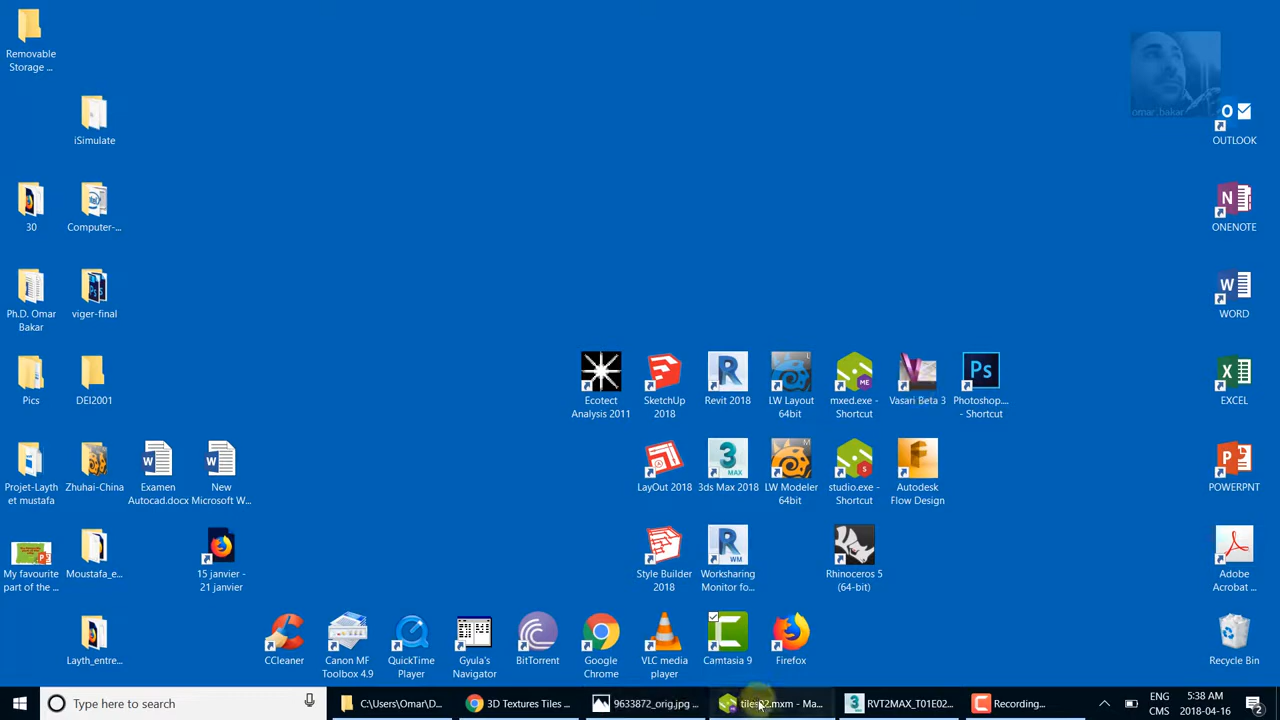 Removable
Storage ...
omar_bakar
iSimulate
OUTLOOK
30
Computer-...
ONENOTE
Ph.D. Omar
Bakar
viger-final
WORD
Pics
DEI2001
Ecotect
Analysis 2011
SketchUp
2018
Revit 2018
LW Layout
64bit
mxed.exe -
Shortcut
Vasari Beta 3
Photoshop....
- Shortcut
EXCEL
Projet-Layth
et mustafa
Zhuhai-China
Examen
Autocad.docx
New
Microsoft W...
LayOut 2018
3ds Max 2018
LW Modeler
64bit
studio.exe -
Shortcut
Autodesk
Flow Design
POWERPNT
My favourite
part of the ...
Moustafa_e...
15 janvier -
21 janvier
Style Builder
2018
Worksharing
Monitor fo...
Rhinoceros 5
(64-bit)
Adobe
Acrobat ...
Layth_entre...
CCleaner
Canon MF
Toolbox 4.9
QuickTime
Player
Gyula's
Navigator
BitTorrent
Google
Chrome
VLC media
player
Camtasia 9
Firefox
Recycle Bin
Type here to search
C:\Users\Omar\D...
3D Textures Tiles ...
9633872_orig.jpg ...
RVT2MAX_T01E02...
Recording...
ENG
CMS
5:38 AM
2018-04-16
2